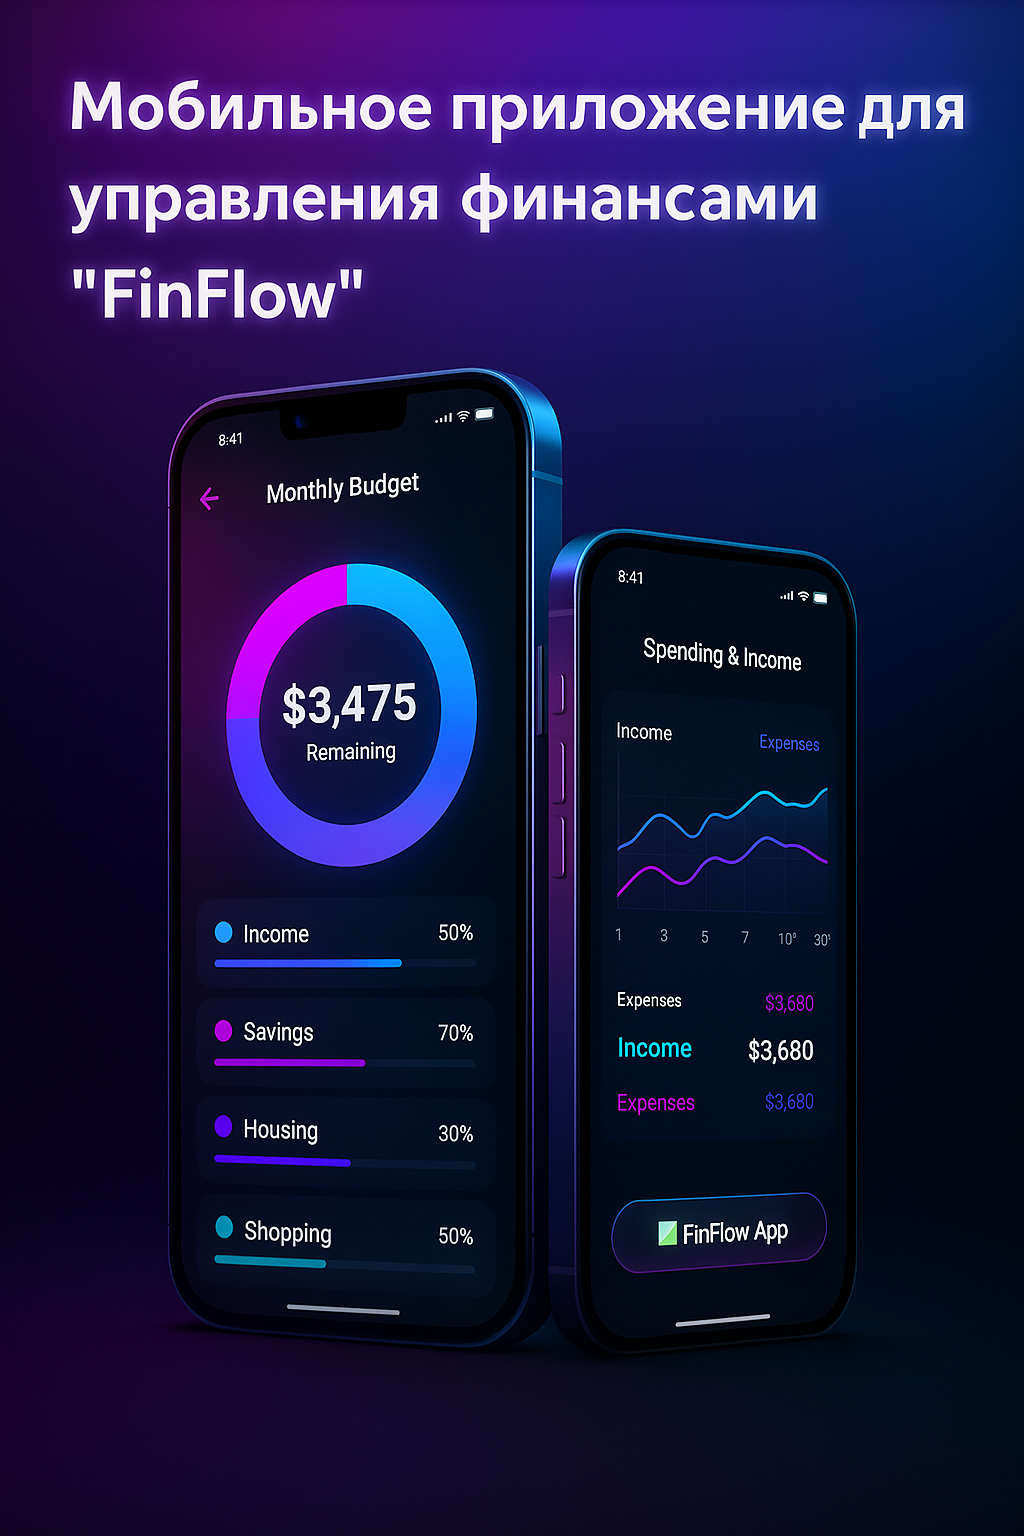 Мобильное приложение для
управления финансами
"FinFlow"
8:41
Monthly Budget
$3,475
Remaining
Income 50%
Savings 70%
Housing 30%
Shopping 50%
8:41
Spending & Income
Income Expenses
1 3 5 7 10⁰ 30'
Expenses $3,680
Income $3,680
Expenses $3,680
FinFlow App